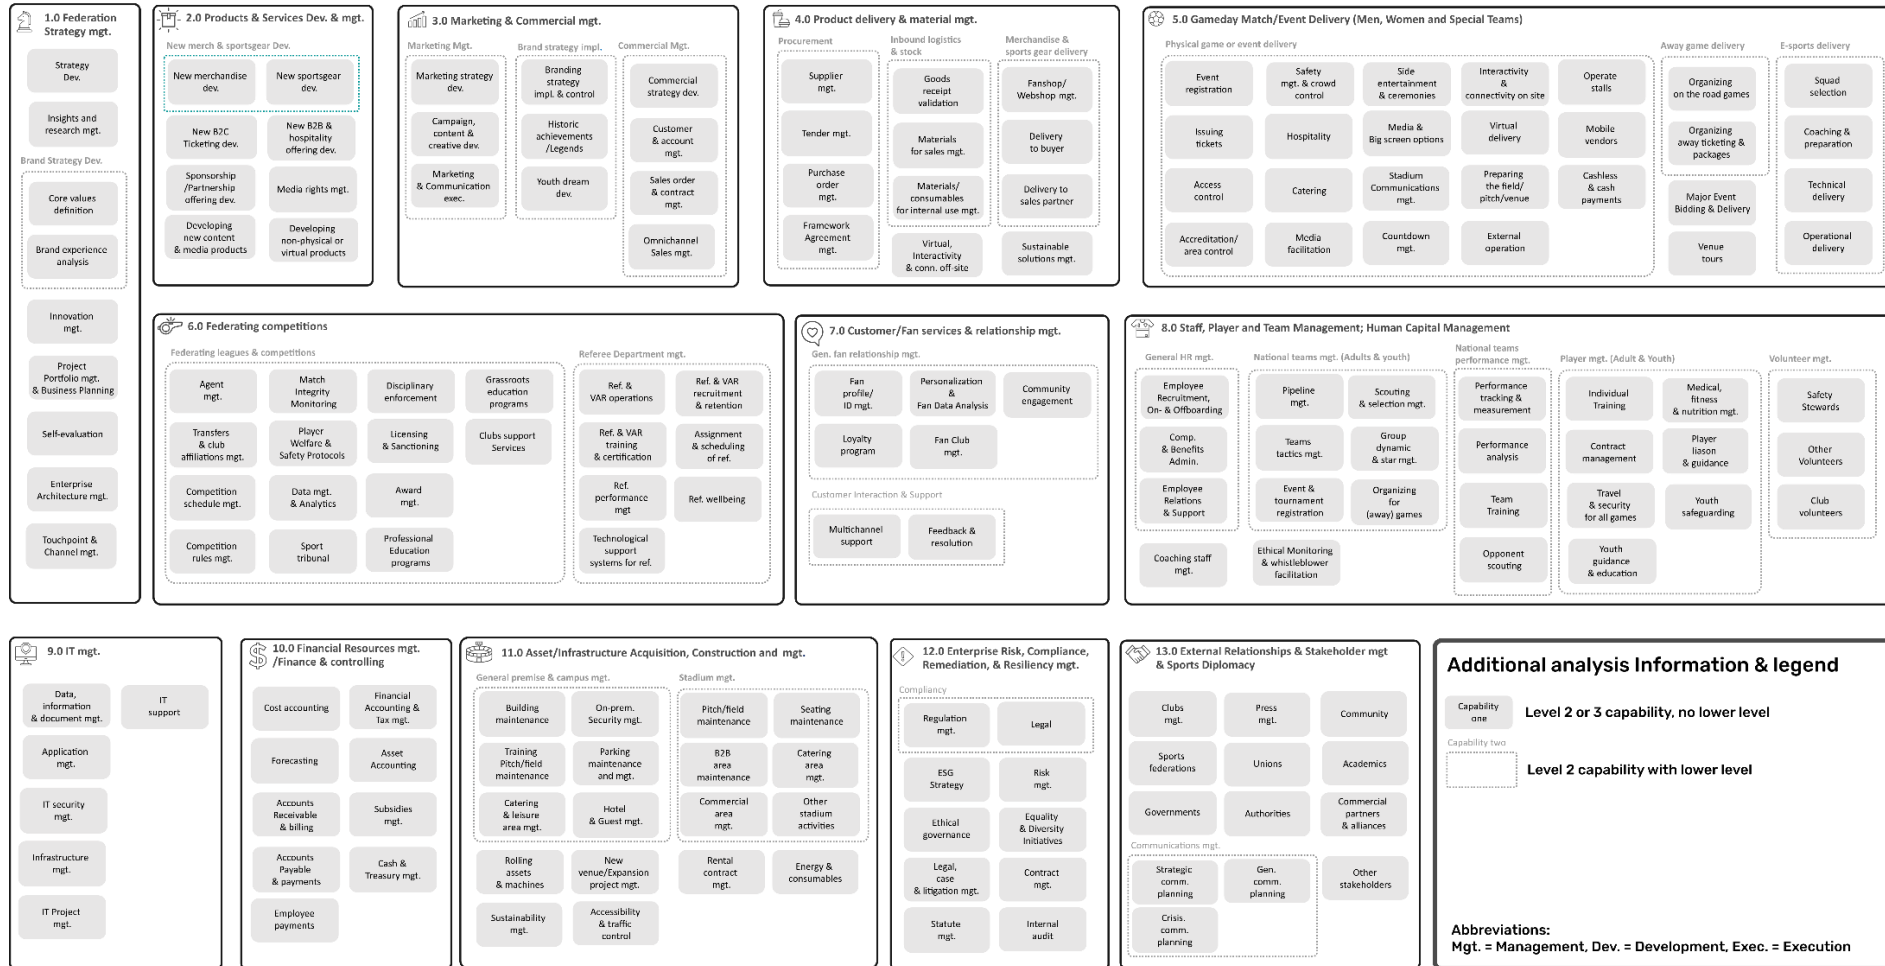 1.0 Federation
Strategy mgt.
Strategy
Dev.
Insights and
research mgt.
Brand Strategy Dev.
Core values
definition
Brand experience
analysis
Innovation
mgt.
Project
Portfolio mgt.
& Business Planning
Self-evaluation
Enterprise
Architecture mgt.
Touchpoint &
Channel mgt.
2.0 Products & Services Dev. & mgt.
New merch & sportsgear Dev.
New merchandise
dev.
New sportsgear
dev.
New B2C
Ticketing dev.
New B2B &
hospitality
offering dev.
Sponsorship
/Partnership
offering dev.
Media rights mgt.
Developing
new content
& media products
Developing
non-physical or
virtual products
3.0 Marketing & Commercial mgt.
Marketing Mgt.
Marketing strategy
dev.
Campaign,
content &
creative dev.
Marketing
& Communication
exec.
Brand strategy impl.
Branding
strategy
impl. & control
Historic
achievements
/Legends
Youth dream
dev.
Commercial Mgt.
Commercial
strategy dev.
Customer
& account
mgt.
Sales order
& contract
mgt.
Omnichannel
Sales mgt.
4.0 Product delivery & material mgt.
Procurement
Supplier
mgt.
Tender mgt.
Purchase
order
mgt.
Framework
Agreement
mgt.
Inbound logistics
& stock
Goods
receipt
validation
Materials
for sales mgt.
Materials/
consumables
for internal use mgt.
Virtual,
Interactivity
& conn. off-site
Merchandise &
sports gear delivery
Fanshop/
Webshop mgt.
Delivery
to buyer
Delivery to
sales partner
Sustainable
solutions mgt.
5.0 Gameday Match/Event Delivery (Men, Women and Special Teams)
Physical game or event delivery
Event
registration
Safety
mgt. & crowd
control
Side
entertainment
& ceremonies
Interactivity
&
connectivity on site
Operate
stalls
Issuing
tickets
Hospitality
Media &
Big screen options
Virtual
delivery
Mobile
vendors
Access
control
Catering
Stadium
Communications
mgt.
Preparing
the field/
pitch/venue
Cashless
& cash
payments
Accreditation/
area control
Media
facilitation
Countdown
mgt.
External
operation
Away game delivery
Organizing
on the road games
Organizing
away ticketing &
packages
Major Event
Bidding & Delivery
Venue
tours
E-sports delivery
Squad
selection
Coaching &
preparation
Technical
delivery
Operational
delivery
6.0 Federating competitions
Federating leagues & competitions
Agent
mgt.
Match
Integrity
Monitoring
Disciplinary
enforcement
Grassroots
education
programs
Transfers
& club
affiliations mgt.
Player
Welfare &
Safety Protocols
Licensing
& Sanctioning
Clubs support
Services
Competition
schedule mgt.
Data mgt.
& Analytics
Award
mgt.
Competition
rules mgt.
Sport
tribunal
Professional
Education
programs
Referee Department mgt.
Ref. &
VAR operations
Ref. & VAR
recruitment
& retention
Ref. & VAR
training
& certification
Assignment
& scheduling
of ref.
Ref.
performance
mgt
Ref. wellbeing
Technological
support
systems for ref.
7.0 Customer/Fan services & relationship mgt.
Gen. fan relationship mgt.
Fan
profile/
ID mgt.
Personalization
&
Fan Data Analysis
Community
engagement
Loyalty
program
Fan Club
mgt.
Customer Interaction & Support
Multichannel
support
Feedback &
resolution
8.0 Staff, Player and Team Management; Human Capital Management
General HR mgt.
Employee
Recruitment,
On- & Offboarding
Comp.
& Benefits
Admin.
Employee
Relations
& Support
Coaching staff
mgt.
National teams mgt. (Adults & youth)
Pipeline
mgt.
Scouting
& selection mgt.
Teams
tactics mgt.
Group
dynamic
& star mgt.
Event &
tournament
registration
Organizing
for
(away) games
Ethical Monitoring
& whistleblower
facilitation
National teams
performance mgt.
Performance
tracking &
measurement
Performance
analysis
Team
Training
Opponent
scouting
Player mgt. (Adult & Youth)
Individual
Training
Medical,
fitness
& nutrition mgt.
Contract
management
Player
liason
& guidance
Travel
& security
for all games
Youth
safeguarding
Youth
guidance
& education
Volunteer mgt.
Safety
Stewards
Other
Volunteers
Club
volunteers
9.0 IT mgt.
Data,
information
& document mgt.
IT
support
Application
mgt.
IT security
mgt.
Infrastructure
mgt.
IT Project
mgt.
10.0 Financial Resources mgt.
/Finance & controlling
Cost accounting
Financial
Accounting &
Tax mgt.
Forecasting
Asset
Accounting
Accounts
Receivable
& billing
Subsidies
mgt.
Accounts
Payable
& payments
Cash &
Treasury mgt.
Employee
payments
11.0 Asset/Infrastructure Acquisition, Construction and mgt.
General premise & campus mgt.
Building
maintenance
On-prem.
Security mgt.
Training
Pitch/field
maintenance
Parking
maintenance
and mgt.
Catering
& leisure
area mgt.
Hotel
& Guest mgt.
Rolling
assets
& machines
New
venue/Expansion
project mgt.
Sustainability
mgt.
Accessibility
& traffic
control
Stadium mgt.
Pitch/field
maintenance
Seating
maintenance
B2B
area
maintenance
Catering
area
mgt.
Commercial
area
mgt.
Other
stadium
activities
Rental
contract
mgt.
Energy &
consumables
12.0 Enterprise Risk, Compliance,
Remediation, & Resiliency mgt.
Compliancy
Regulation
mgt.
Legal
ESG
Strategy
Risk
mgt.
Ethical
governance
Equality
& Diversity
Initiatives
Legal,
case
& litigation mgt.
Contract
mgt.
Statute
mgt.
Internal
audit
13.0 External Relationships & Stakeholder mgt
& Sports Diplomacy
Clubs
mgt.
Press
mgt.
Community
Sports
federations
Unions
Academics
Governments
Authorities
Commercial
partners
& alliances
Communications mgt.
Strategic
comm.
planning
Gen.
comm.
planning
Other
stakeholders
Crisis.
comm.
planning
Additional analysis Information & legend
Capability
one
Level 2 or 3 capability, no lower level
Capability two
Level 2 capability with lower level
Abbreviations:
Mgt. = Management, Dev. = Development, Exec. = Execution